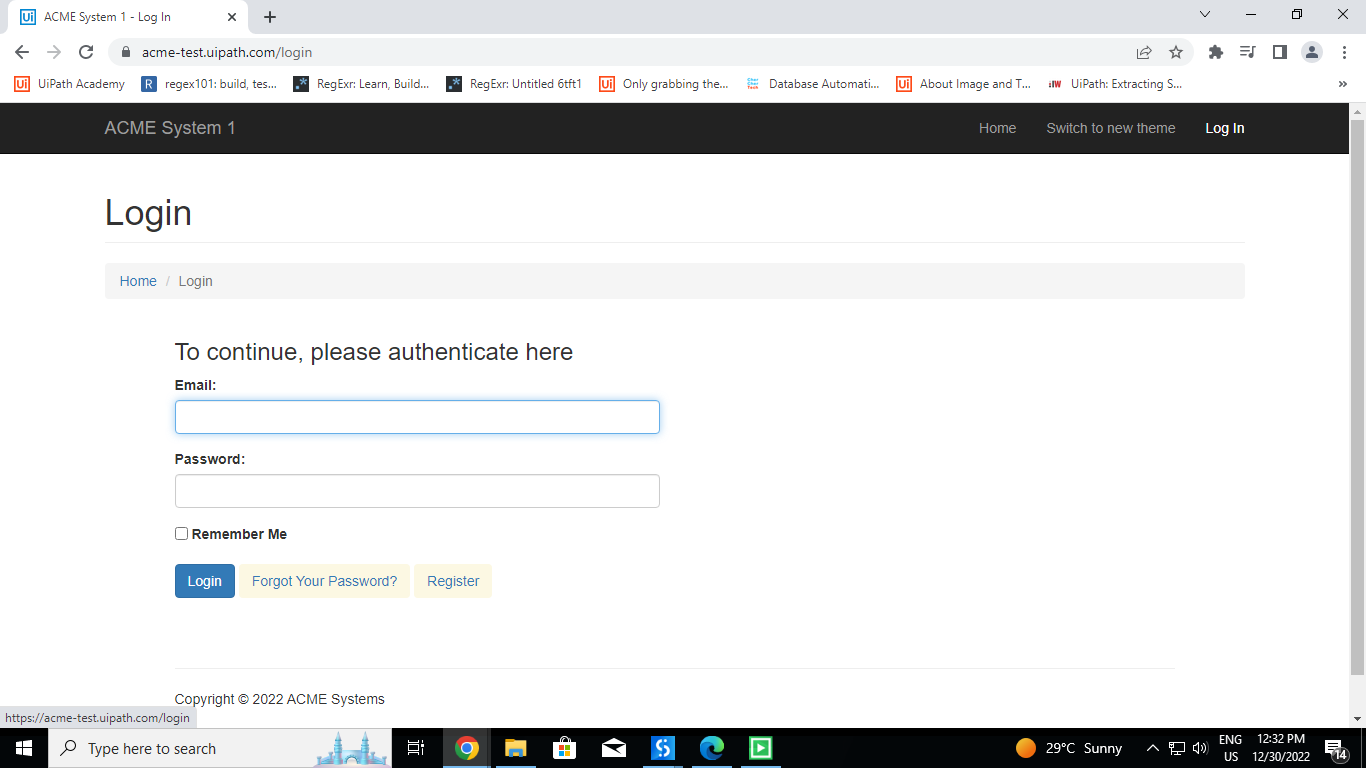 ACME System 1 - Log In
acme-test.uipath.com/login
UiPath Academy regex101: build, tes... RegExr: Learn, Build... RegExr: Untitled 6tft1 Only grabbing the... Database Automati... About Image and T... UiPath: Extracting S...
ACME System 1 Home Switch to new theme Log In
Login
Home / Login
To continue, please authenticate here
Email:
Password:
Remember Me
Login Forgot Your Password? Register
Copyright © 2022 ACME Systems
https://acme-test.uipath.com/login
Type here to search 29°C Sunny ENG 12:32 PM
US 12/30/2022 14